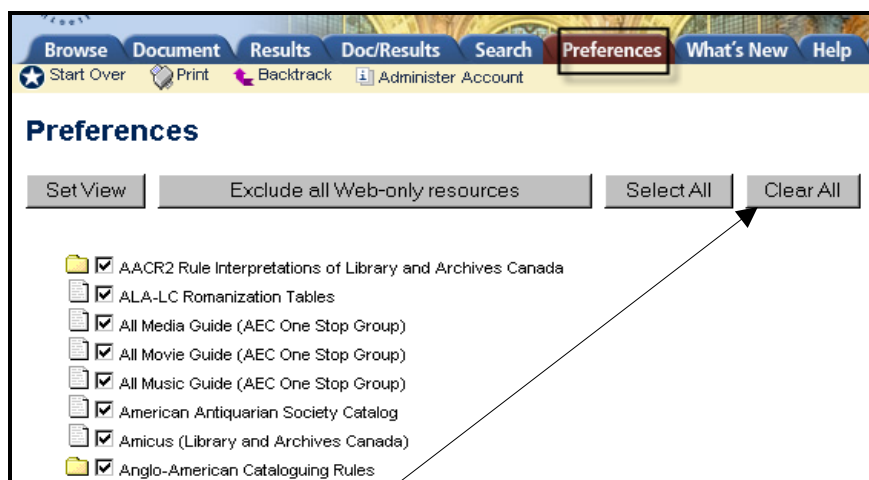 Browse Document Results Doc/Results Search Preferences What's New Help
Start Over Print Backtrack Administer Account
Preferences
Set View Exclude all Web-only resources Select All Clear All
AACR2 Rule Interpretations of Library and Archives Canada
ALA-LC Romanization Tables
All Media Guide (AEC One Stop Group)
All Movie Guide (AEC One Stop Group)
All Music Guide (AEC One Stop Group)
American Antiquarian Society Catalog
Amicus (Library and Archives Canada)
Anglo-American Cataloguing Rules